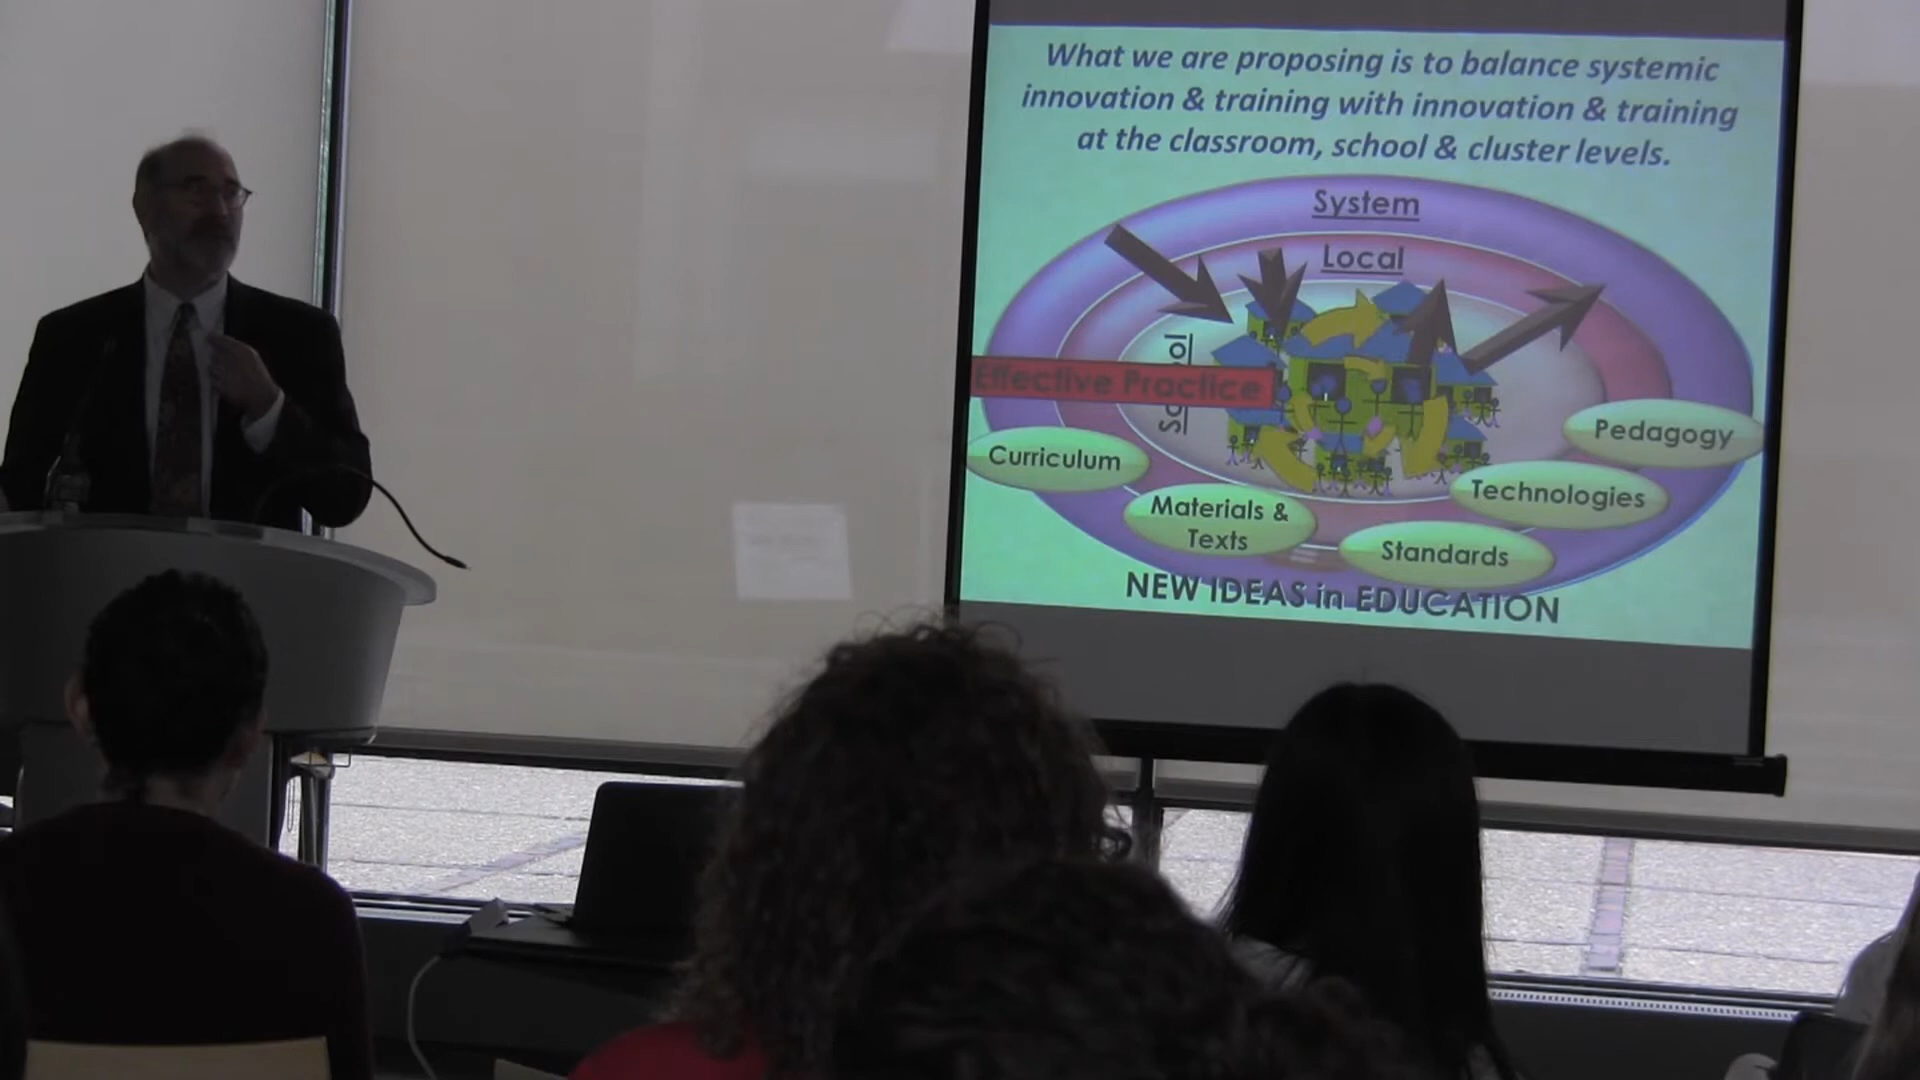 What we are proposing is to balance systemic
innovation & training with innovation & training
at the classroom, school & cluster levels.
System
Local
Effective Practice
Curriculum
Materials &
Texts
Standards
Technologies
Pedagogy
NEW IDEAS in EDUCATION